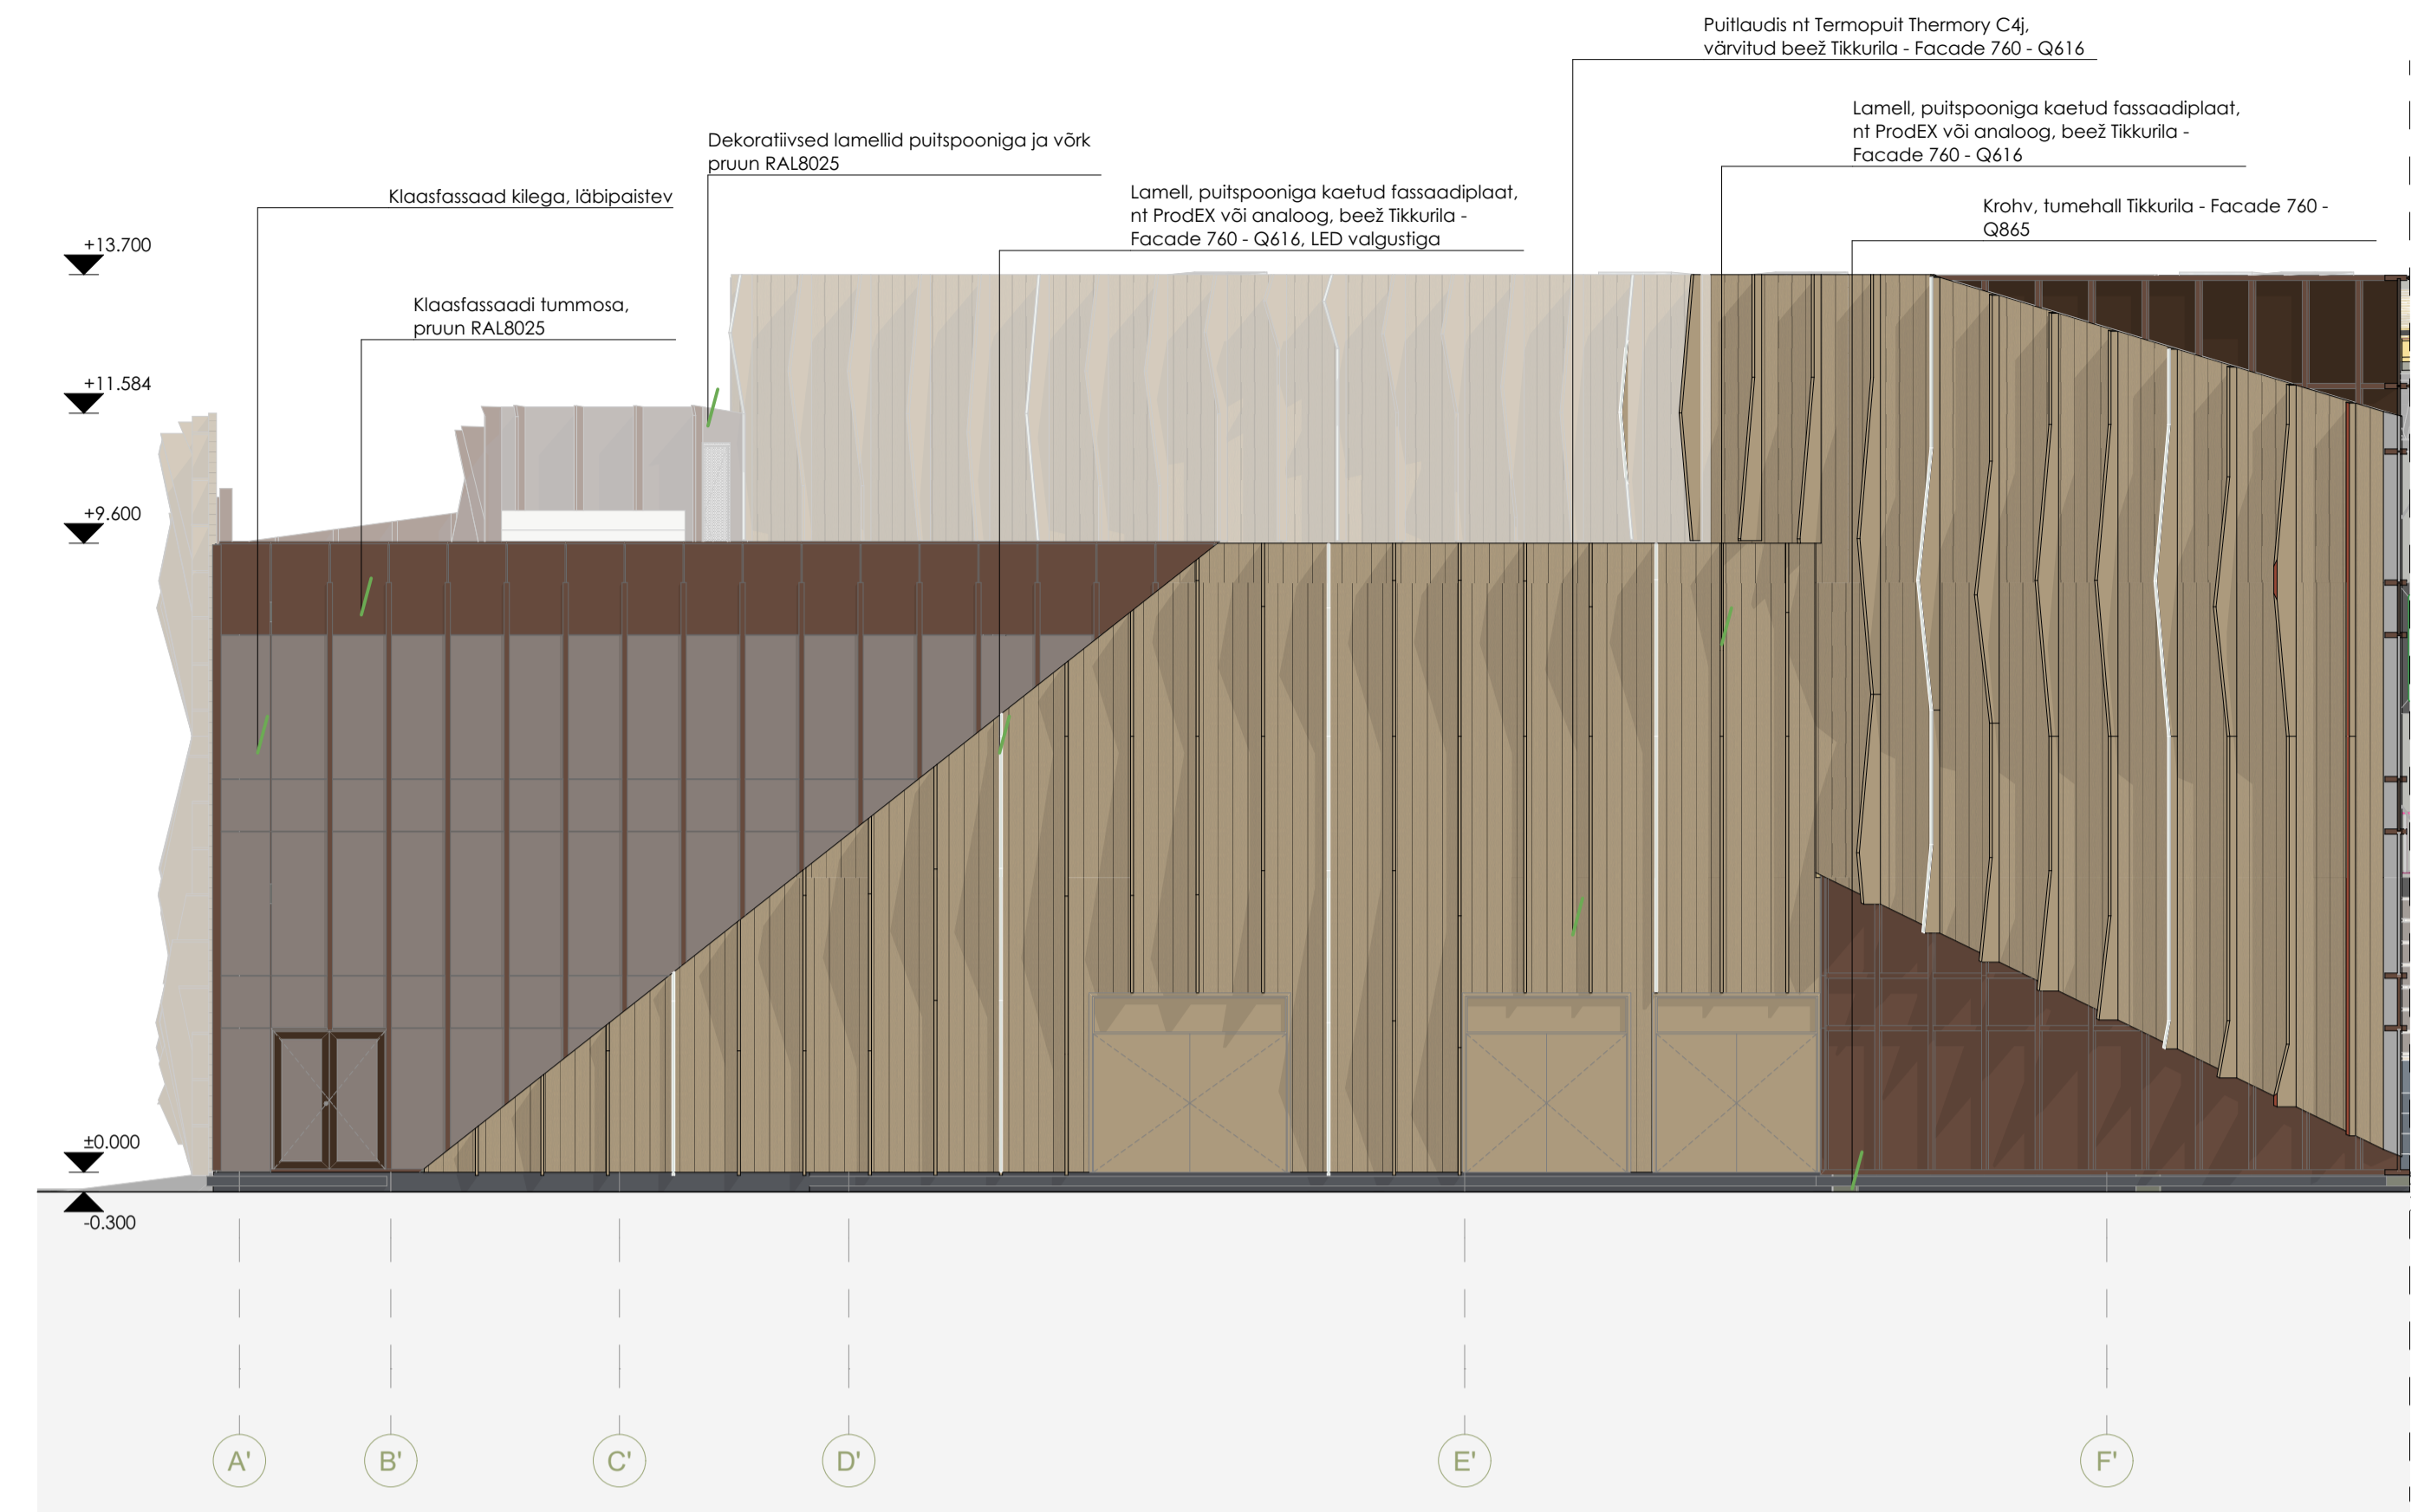 Puitlaudis nt Termopuit Thermory C4j,
värvitud beež Tikkurila - Facade 760 - Q616
Lamell, puitspooniga kaetud fassaadiplaat,
nt ProdEX või analoog, beež Tikkurila -
Facade 760 - Q616
Dekoratiivsed lamellid puitspooniga ja võrk
pruun RAL8025
Klaasfassaad kilega, läbipaistev
Lamell, puitspooniga kaetud fassaadiplaat,
nt ProdEX või analoog, beež Tikkurila -
Facade 760 - Q616, LED valgustiga
Krohv, tumehall Tikkurila - Facade 760 -
Q865
+13.700
Klaasfassaadi tummosa,
pruun RAL8025
+11.584
+9.600
±0.000
-0.300
A'
B'
C'
D'
E'
F'